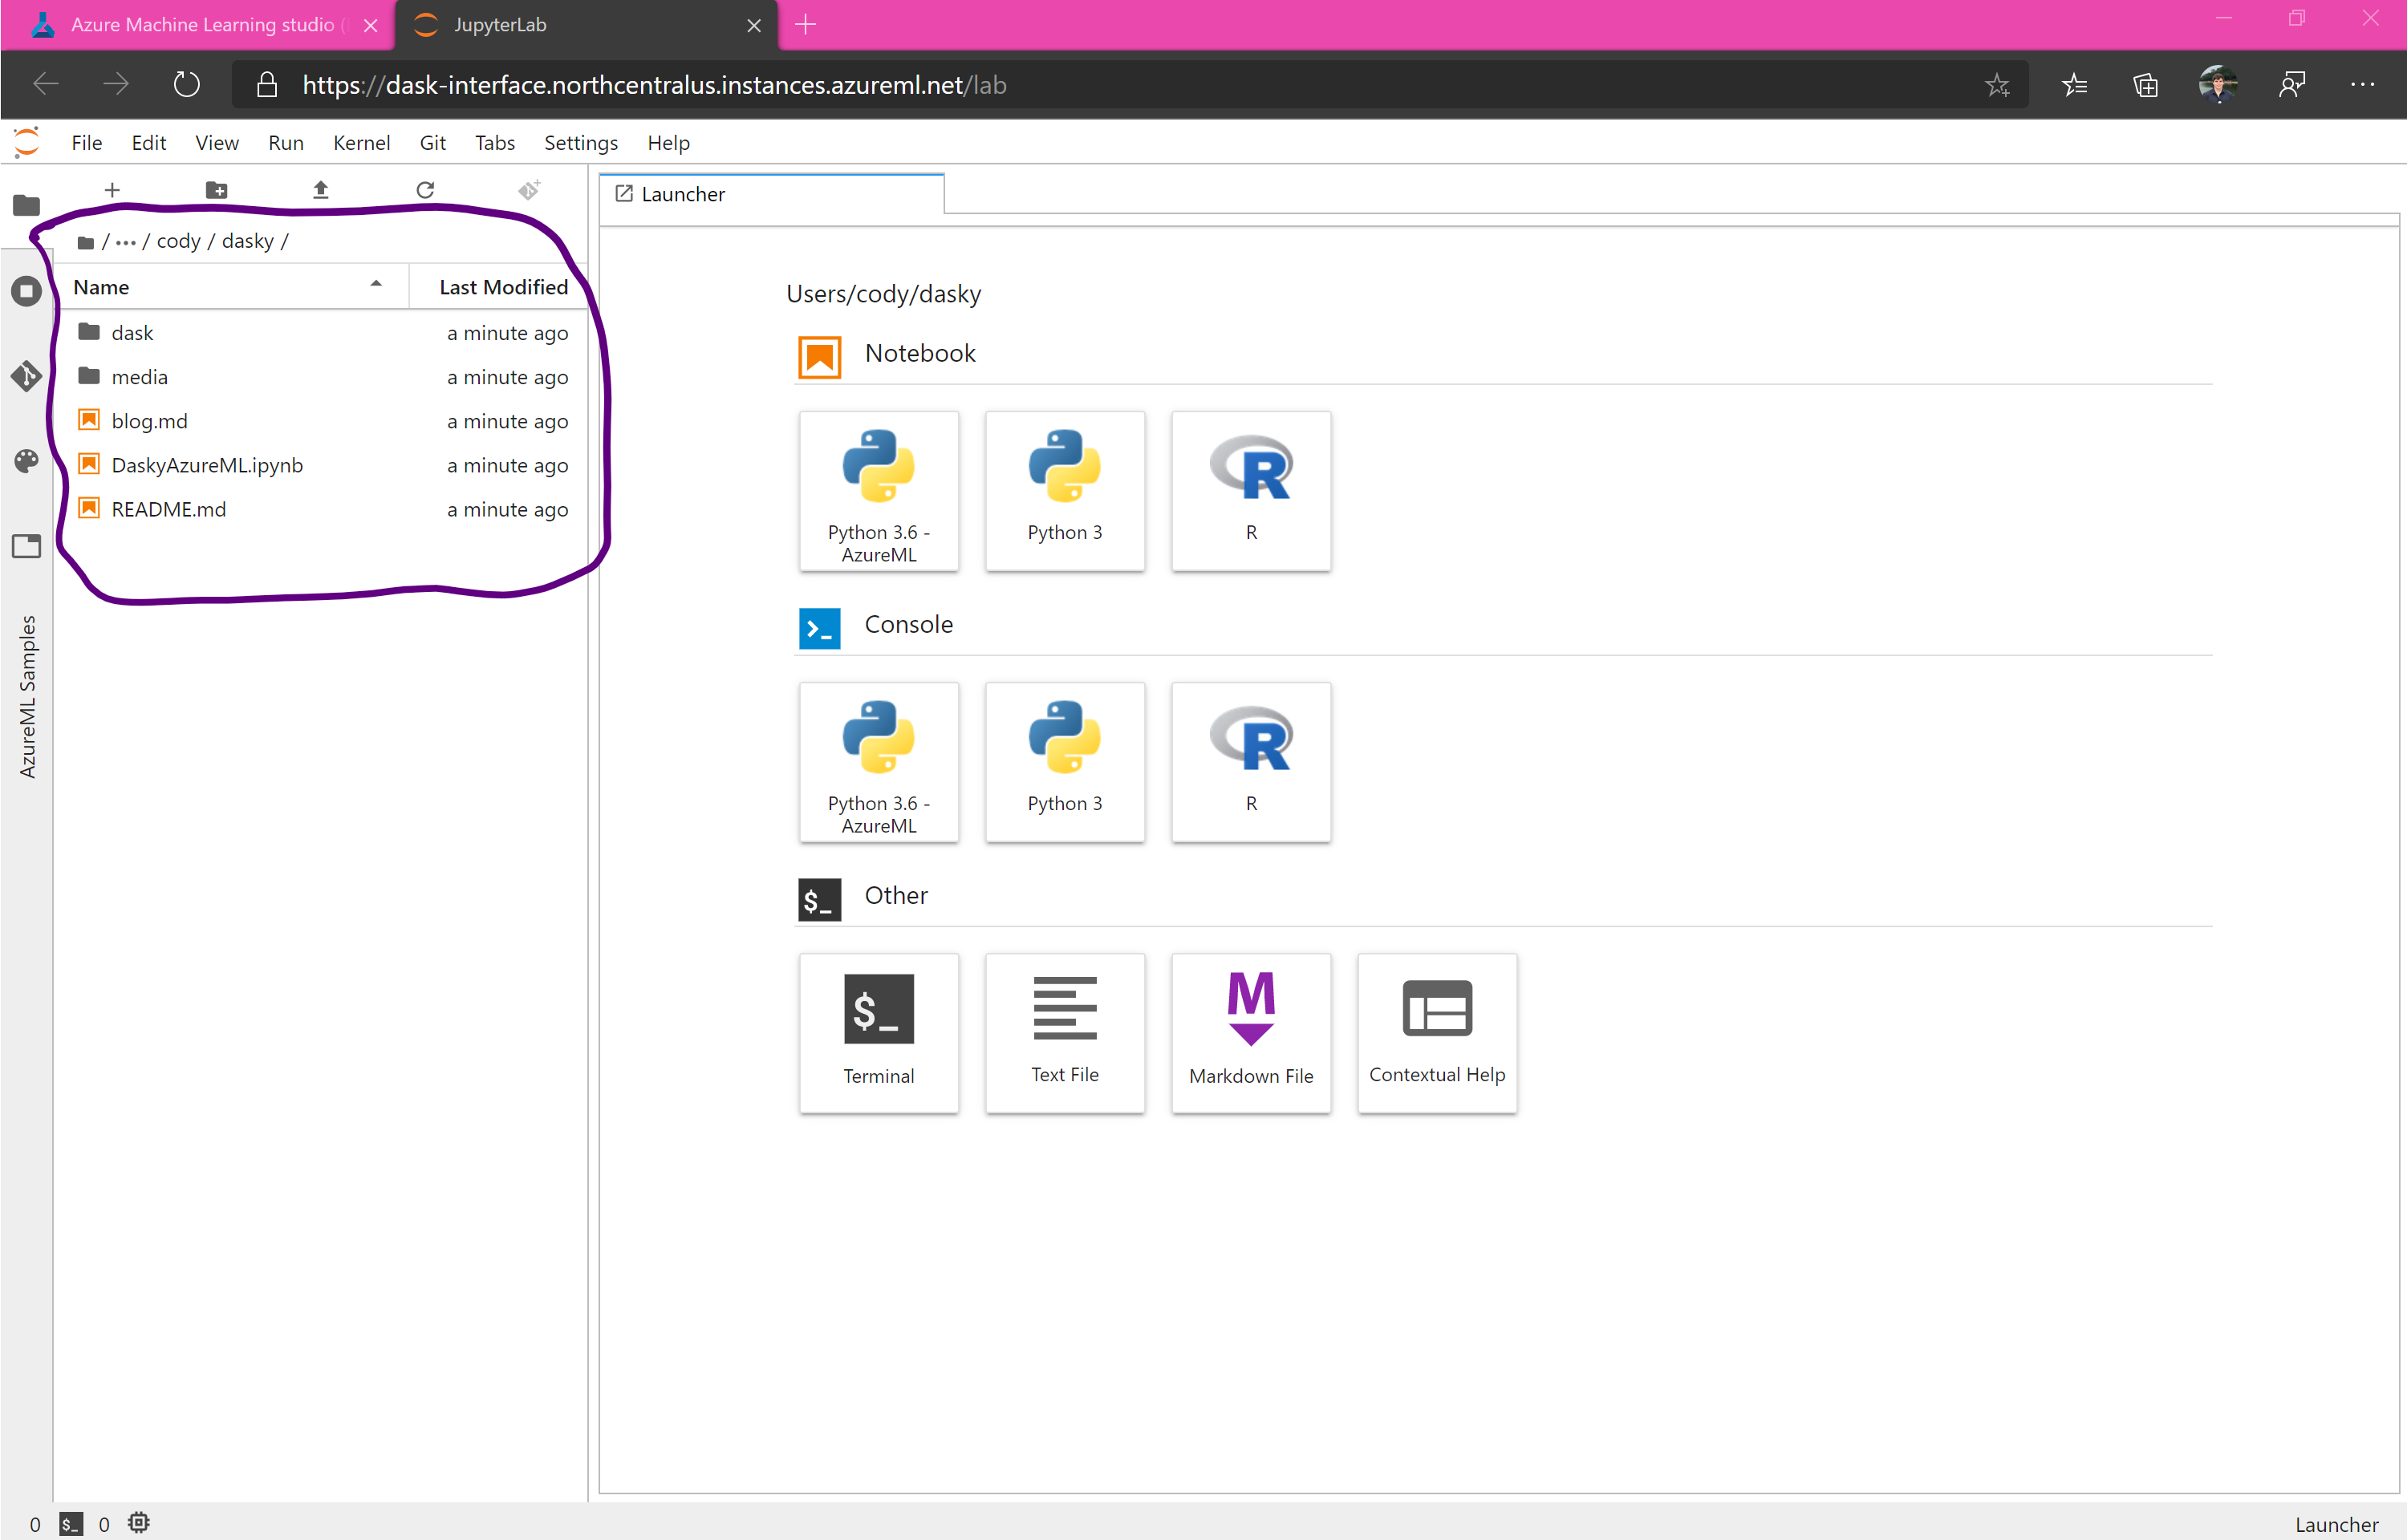 Azure Machine Learning studio (
JupyterLab
https://dask-interface.northcentralus.instances.azureml.net/lab
File Edit View Run Kernel Git Tabs Settings Help
/ ••• / cody / dasky /
Name Last Modified
dask a minute ago
media a minute ago
blog.md a minute ago
DaskyAzureML.ipynb a minute ago
README.md a minute ago
AzureML Samples
Launcher
Users/cody/dasky
Notebook
Python 3.6 -
AzureML
Python 3
R
Console
Python 3.6 -
AzureML
Python 3
R
$_ Other
$_
Terminal
Text File
M
Markdown File
Contextual Help
0 $_ 0
Launcher